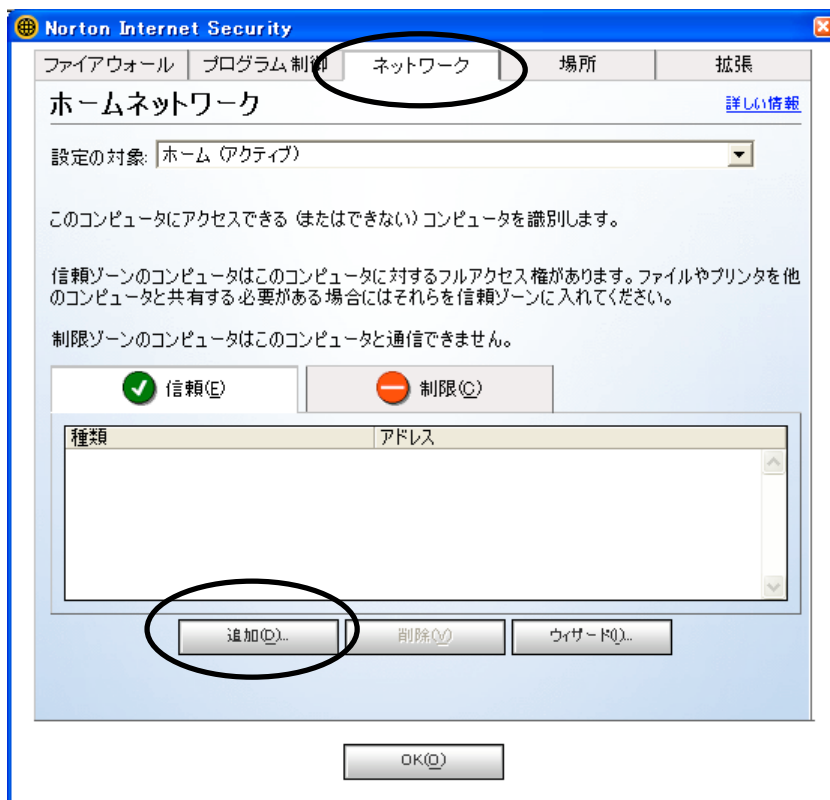 Norton Internet Security
ファイアウォール プログラム制御 ネットワーク 場所 拡張
ホームネットワーク 詳しい情報
設定の対象: ホーム (アクティブ)
このコンピュータにアクセスできる (またはできない) コンピュータを識別します。
信頼ゾーンのコンピュータはこのコンピュータに対するフルアクセス権があります。ファイルやプリンタを他
のコンピュータと共有する必要がある場合にはそれらを信頼ゾーンに入れてください。
制限ゾーンのコンピュータはこのコンピュータと通信できません。
信頼(E) 制限(C)
種類 アドレス
追加(D)... 削除(V) ウィザード(I)...
OK(O)